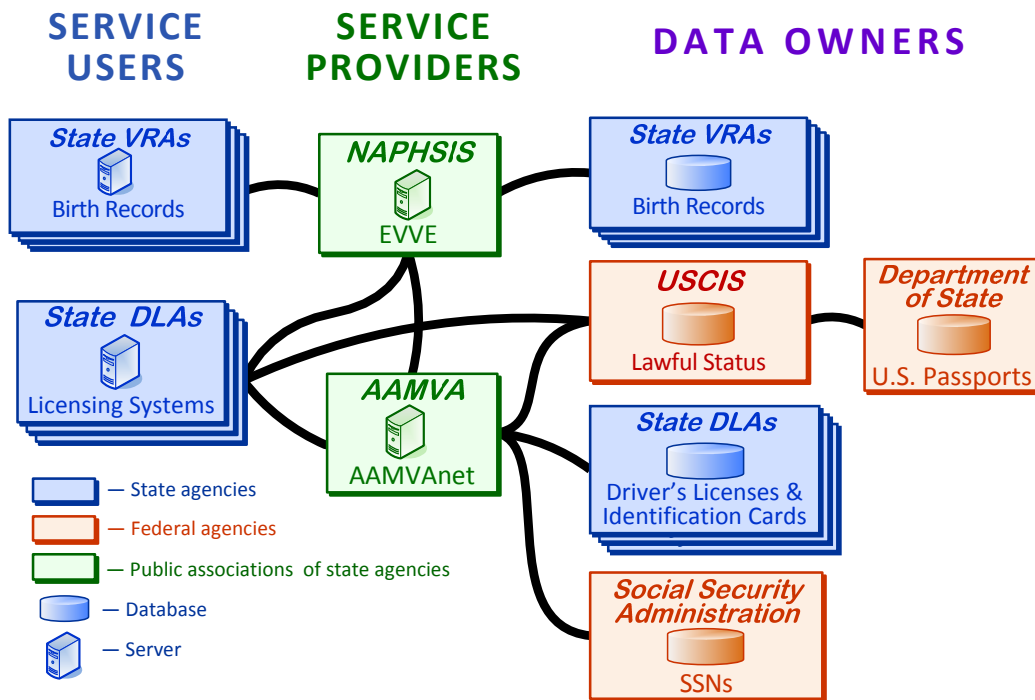 SERVICE
USERS
SERVICE
PROVIDERS
DATA OWNERS
State VRAs
Birth Records
NAPHSIS
EVVE
State VRAs
Birth Records
USCIS
Lawful Status
Department
of State
U.S. Passports
State DLAs
Licensing Systems
AAMVA
AAMVAnet
State DLAs
Driver's Licenses &
Identification Cards
Social Security
Administration
SSNs
— State agencies
— Federal agencies
— Public associations of state agencies
— Database
— Server